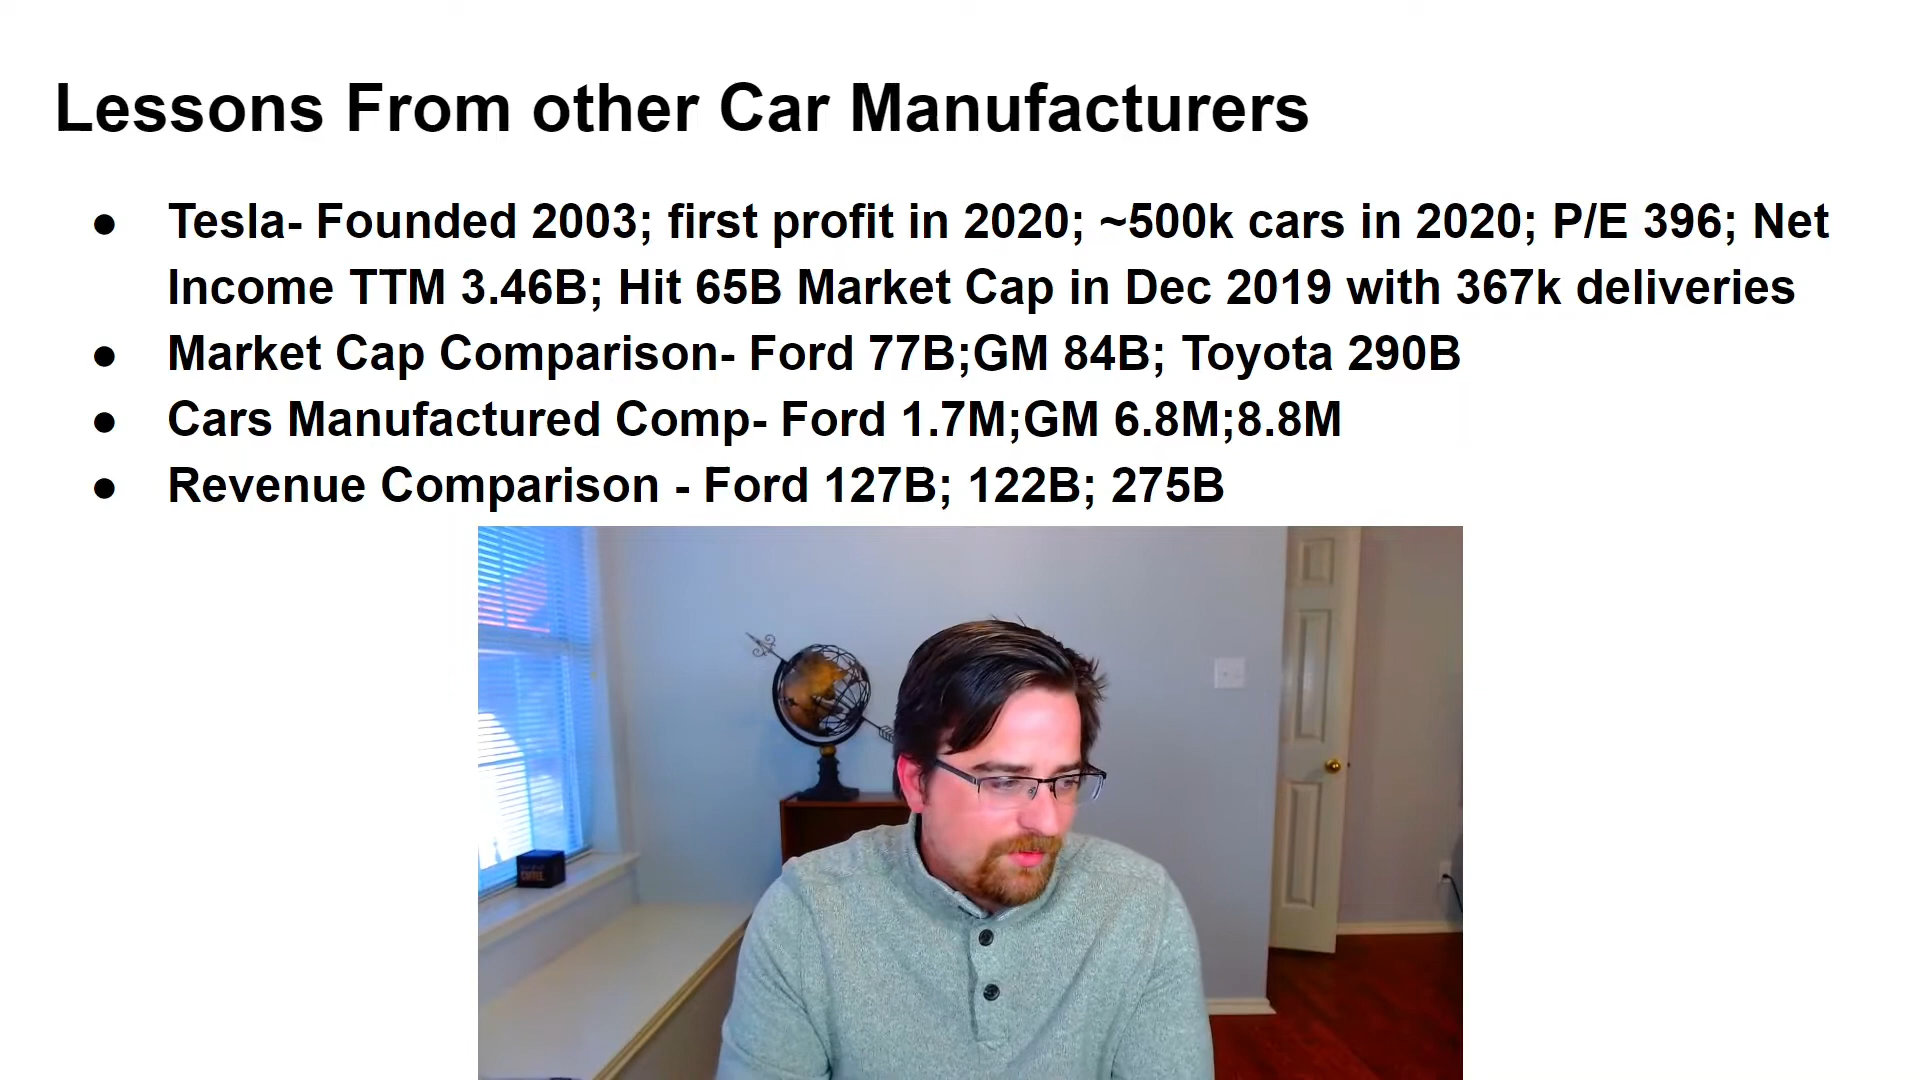 Lessons From other Car Manufacturers
● Tesla- Founded 2003; first profit in 2020; ~500k cars in 2020; P/E 396; Net
Income TTM 3.46B; Hit 65B Market Cap in Dec 2019 with 367k deliveries
● Market Cap Comparison- Ford 77B;GM 84B; Toyota 290B
● Cars Manufactured Comp- Ford 1.7M;GM 6.8M;8.8M
● Revenue Comparison - Ford 127B; 122B; 275B